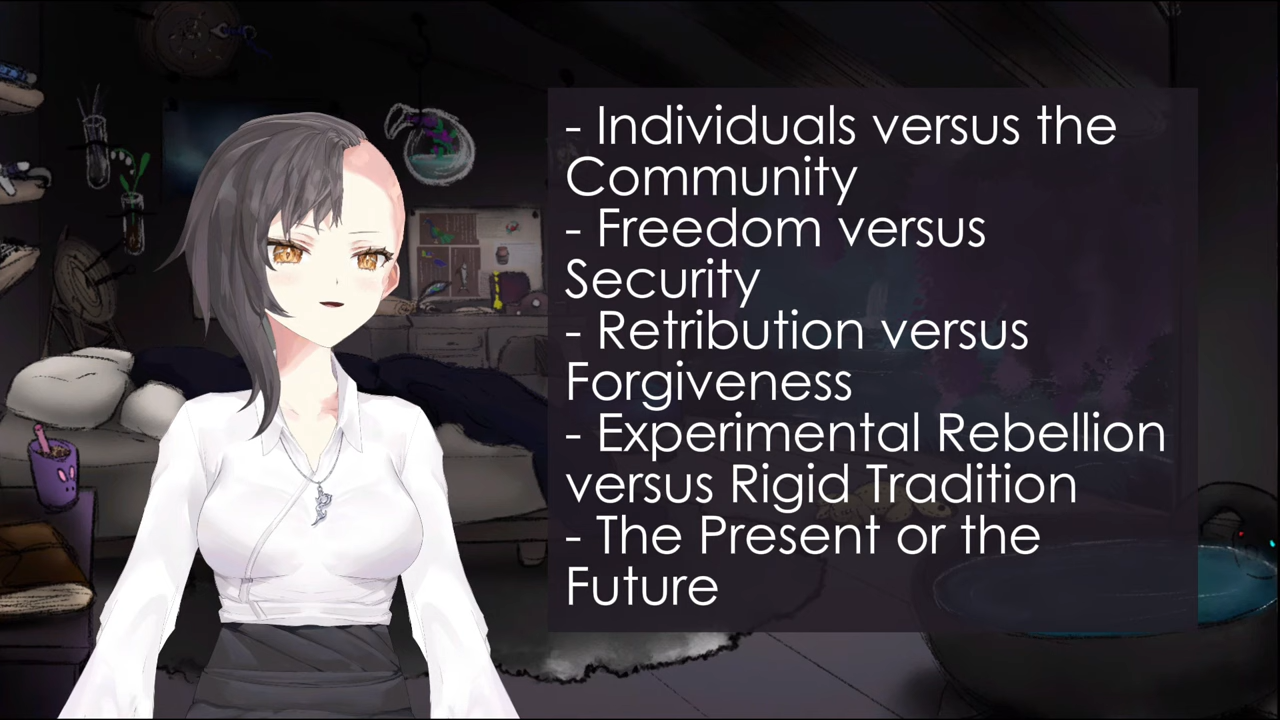 - Individuals versus the
Community
- Freedom versus
Security
- Retribution versus
Forgiveness
- Experimental Rebellion
versus Rigid Tradition
- The Present or the
Future